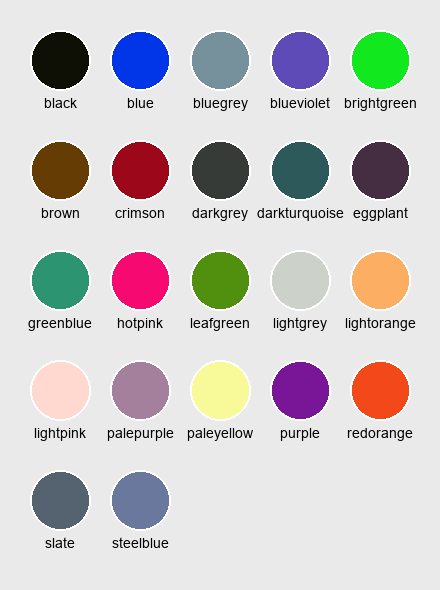 black blue bluegrey blueviolet brightgreen
brown crimson darkgrey darkturquoise eggplant
greenblue hotpink leafgreen lightgrey lightorange
lightpink palepurple paleyellow purple redorange
slate steelblue